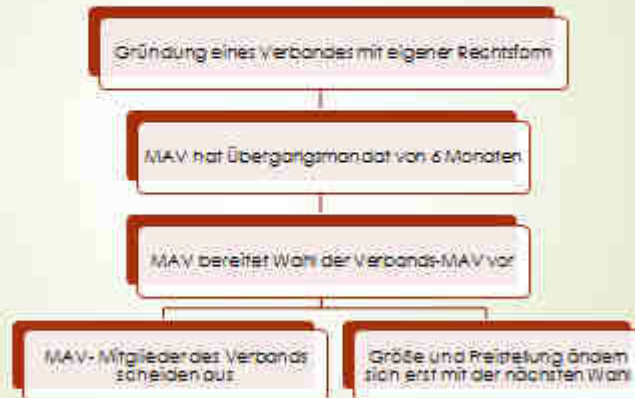 Gründung eines Verbandes mit eigener Rechtsform
MAV hat Übergangsmandat von 6 Monaten
MAV bereitet Wahl der Verbands-MAV vor
MAV- Mitglieder des Verbands
scheiden aus
Größe und Freistellung ändern
sich erst mit der nächsten Wahl